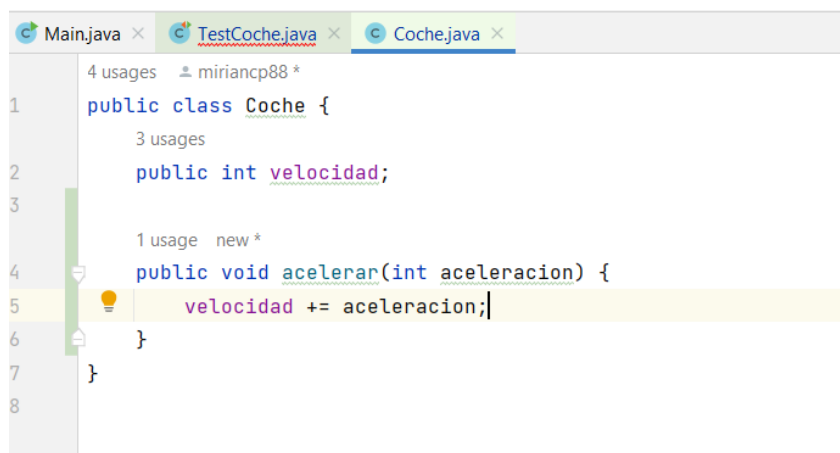 Main.java TestCoche.java Coche.java
4 usages miriancp88 *
1 public class Coche {
3 usages
2 public int velocidad;
3
1 usage new *
4 public void acelerar(int aceleracion) {
5 velocidad += aceleracion;
6 }
7 }
8